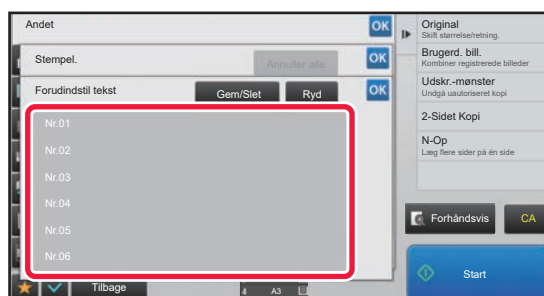 Andet
OK
Stempel.
Annuller alle
OK
Forudindstil tekst
Gem/Slet
Ryd
OK
Nr.01
Nr.02
Nr.03
Nr.04
Nr.05
Nr.06
Tilbage
4
A3
Original
Skift størrelse/retning.
Brugerd. bill.
Kombiner registrerede billeder
Udskr.-mønster
Undgå uautoriseret kopi
2-Sidet Kopi
N-Op
Læg flere sider på én side
Forhåndsvis
CA
Start